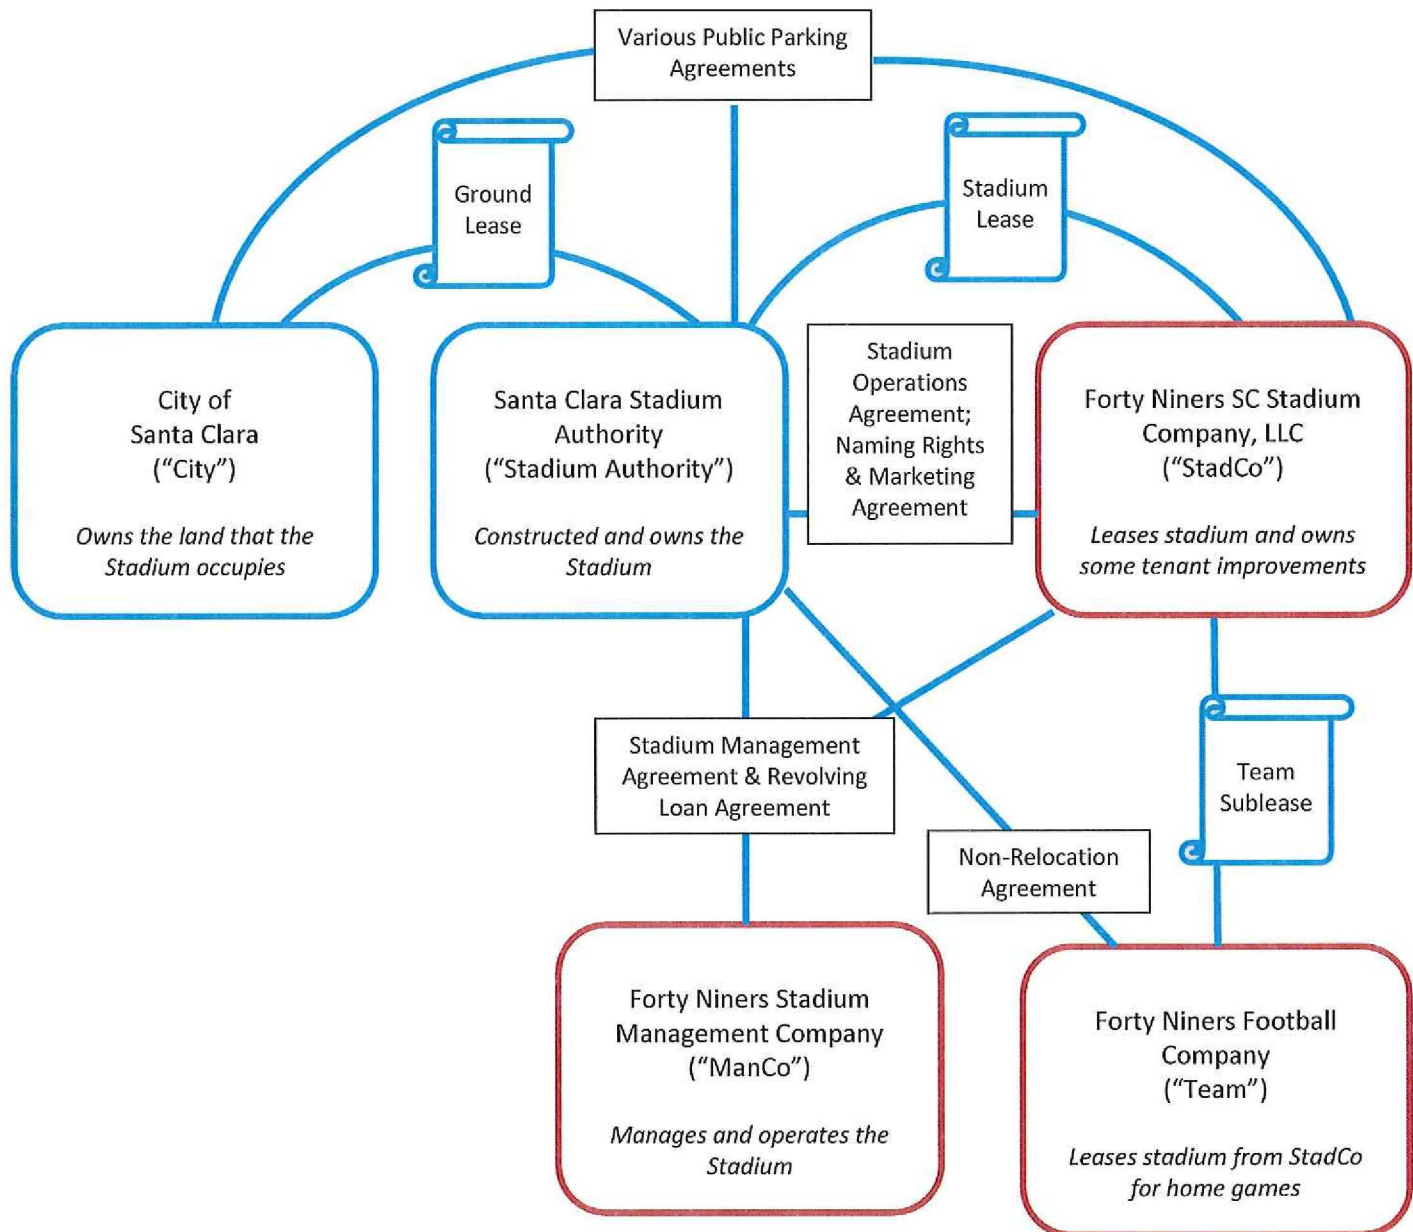 Various Public Parking
Agreements
Ground
Lease
Stadium
Lease
City of
Santa Clara
(“City”)
Owns the land that the
Stadium occupies
Santa Clara Stadium
Authority
(“Stadium Authority”)
Constructed and owns the
Stadium
Stadium
Operations
Agreement;
Naming Rights
& Marketing
Agreement
Forty Niners SC Stadium
Company, LLC
(“StadCo”)
Leases stadium and owns
some tenant improvements
Stadium Management
Agreement & Revolving
Loan Agreement
Team
Sublease
Non-Relocation
Agreement
Forty Niners Stadium
Management Company
(“ManCo”)
Manages and operates the
Stadium
Forty Niners Football
Company
(“Team”)
Leases stadium from StadCo
for home games